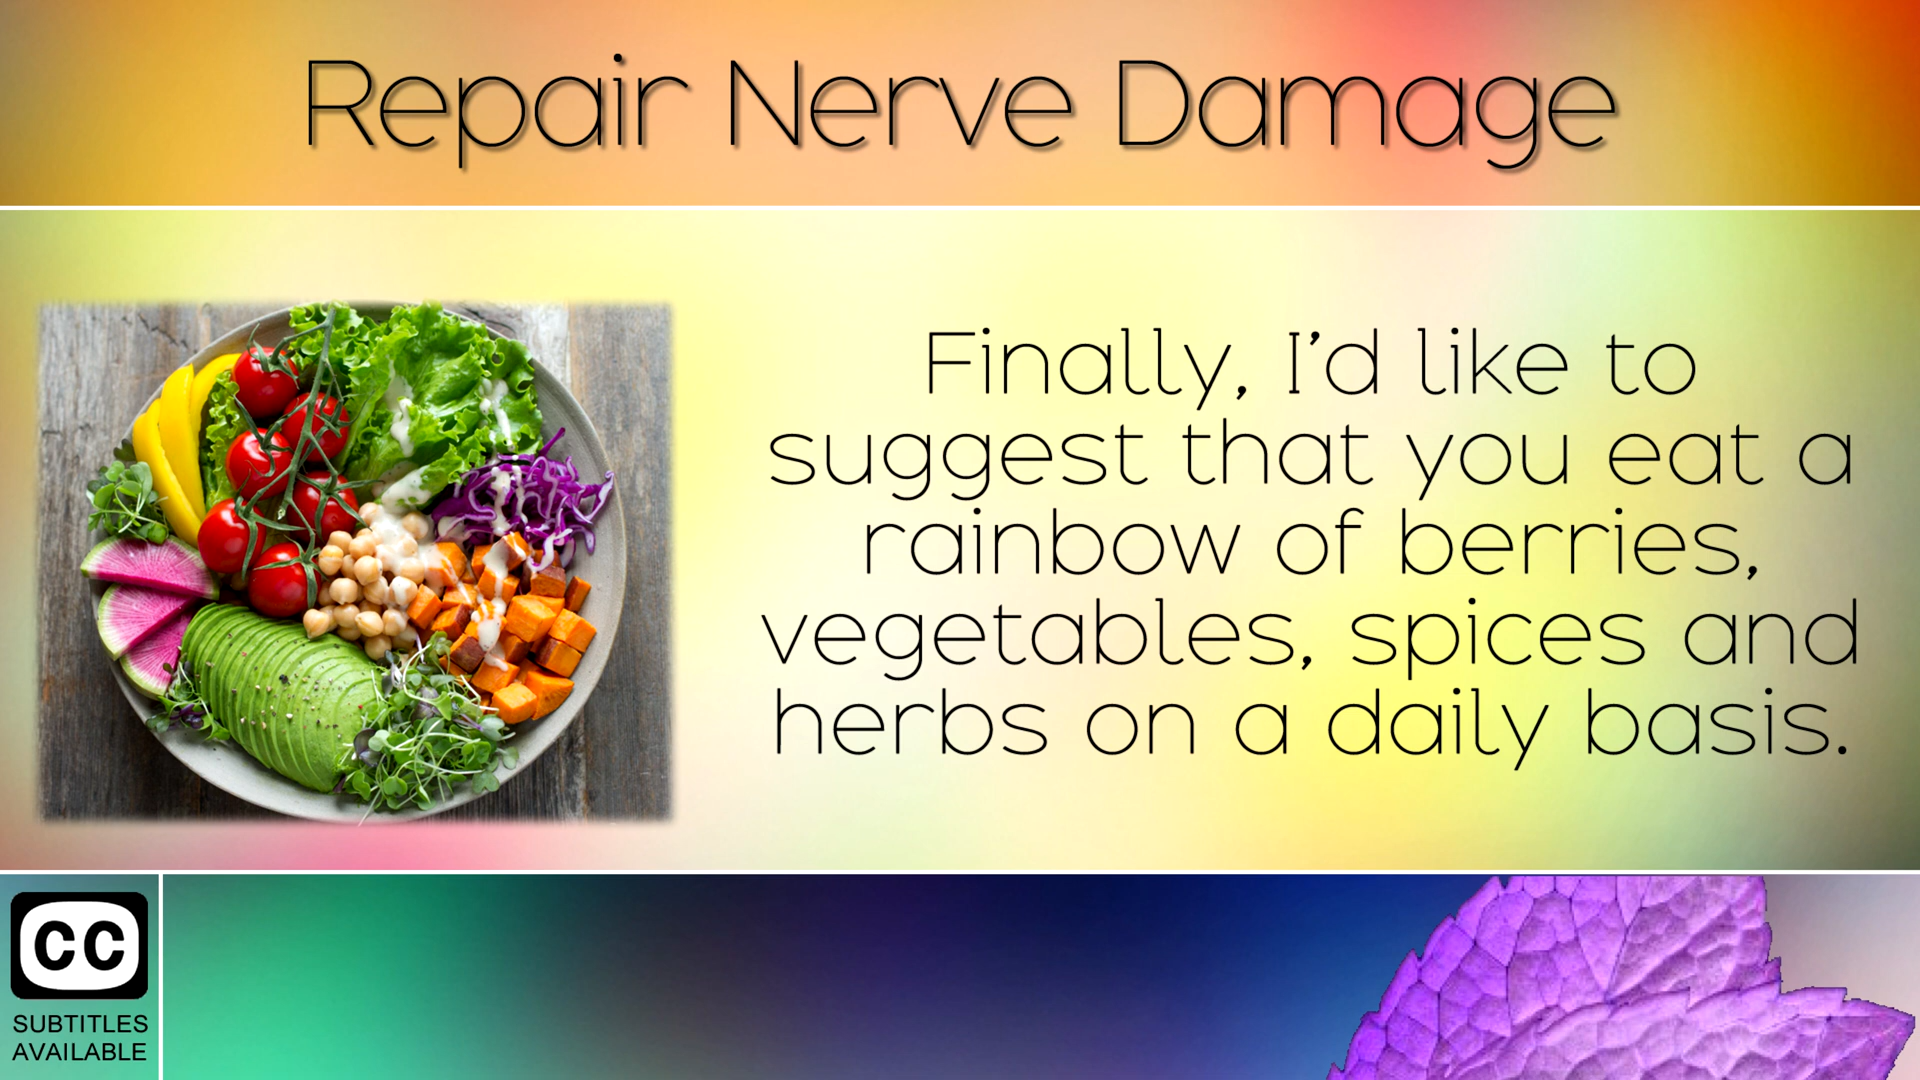 Repair Nerve Damage
Finally, I’d like to
suggest that you eat a
rainbow of berries,
vegetables, spices and
herbs on a daily basis.
CC
SUBTITLES
AVAILABLE